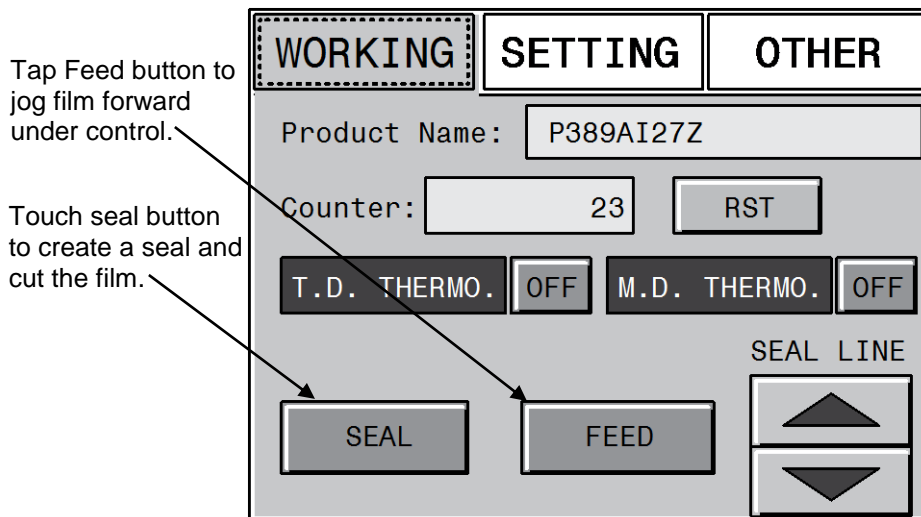 Tap Feed button to
jog film forward
under control.
Touch seal button
to create a seal and
cut the film.
WORKING SETTING OTHER
Product Name: P389AI27Z
Counter: 23 RST
T.D. THERMO. OFF M.D. THERMO. OFF
SEAL LINE
SEAL FEED